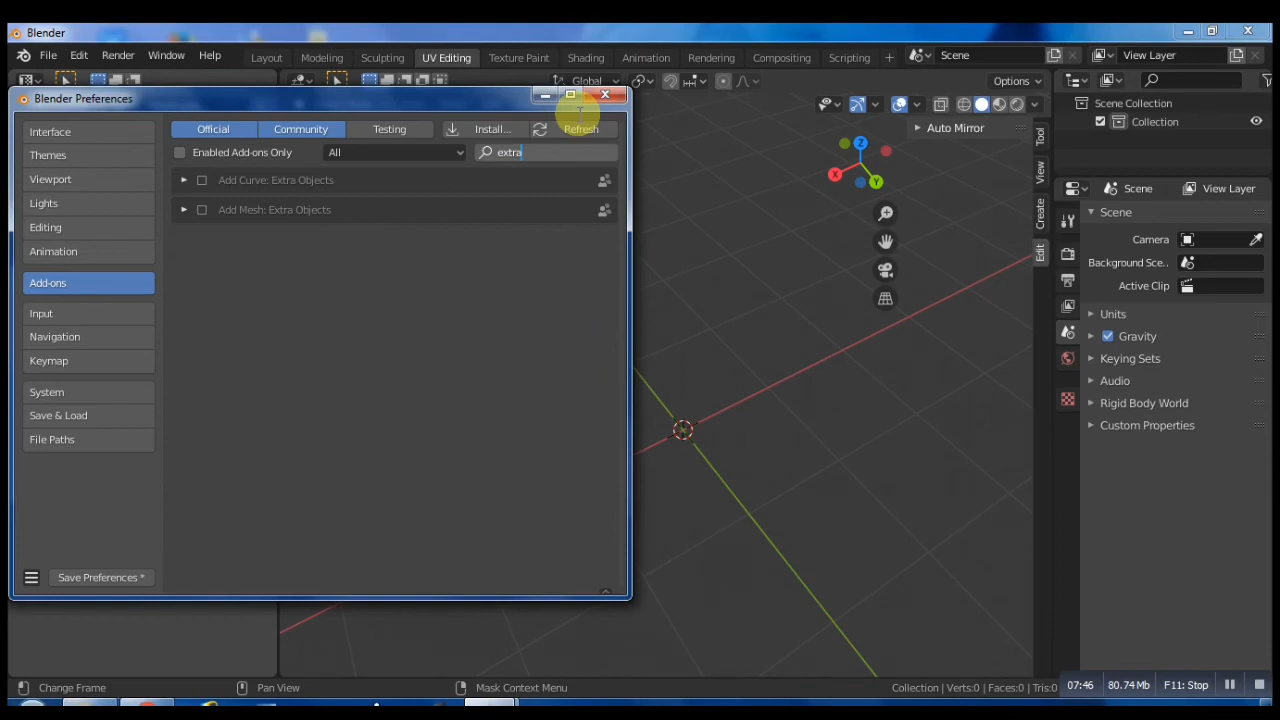 Blender
File Edit Render Window Help Layout Modeling Sculpting UV Editing Texture Paint Shading Animation Rendering Compositing Scripting + Scene View Layer
Global Options
Blender Preferences
Interface
Themes
Viewport
Lights
Editing
Animation
Add-ons
Input
Navigation
Keymap
System
Save & Load
File Paths
Save Preferences *
Official Community Testing Install... Refresh
Enabled Add-ons Only All extra
Add Curve: Extra Objects
Add Mesh: Extra Objects
Auto Mirror
Z
X
Y
Tool
View
Create
Edit
Scene Collection
Collection
Scene View Layer
Scene
Camera
Background Sce..
Active Clip
Units
Gravity
Keying Sets
Audio
Rigid Body World
Custom Properties
Change Frame Pan View Mask Context Menu Collection | Verts:0 | Faces:0 | Tris:0
07:46 80.74 Mb F11: Stop